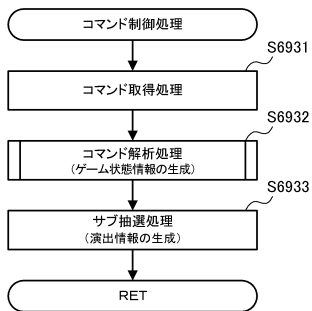 コマンド制御処理
S6931
コマンド取得処理
S6932
コマンド解析処理
(ゲーム状態情報の生成)
S6933
サブ抽選処理
(演出情報の生成)
RET